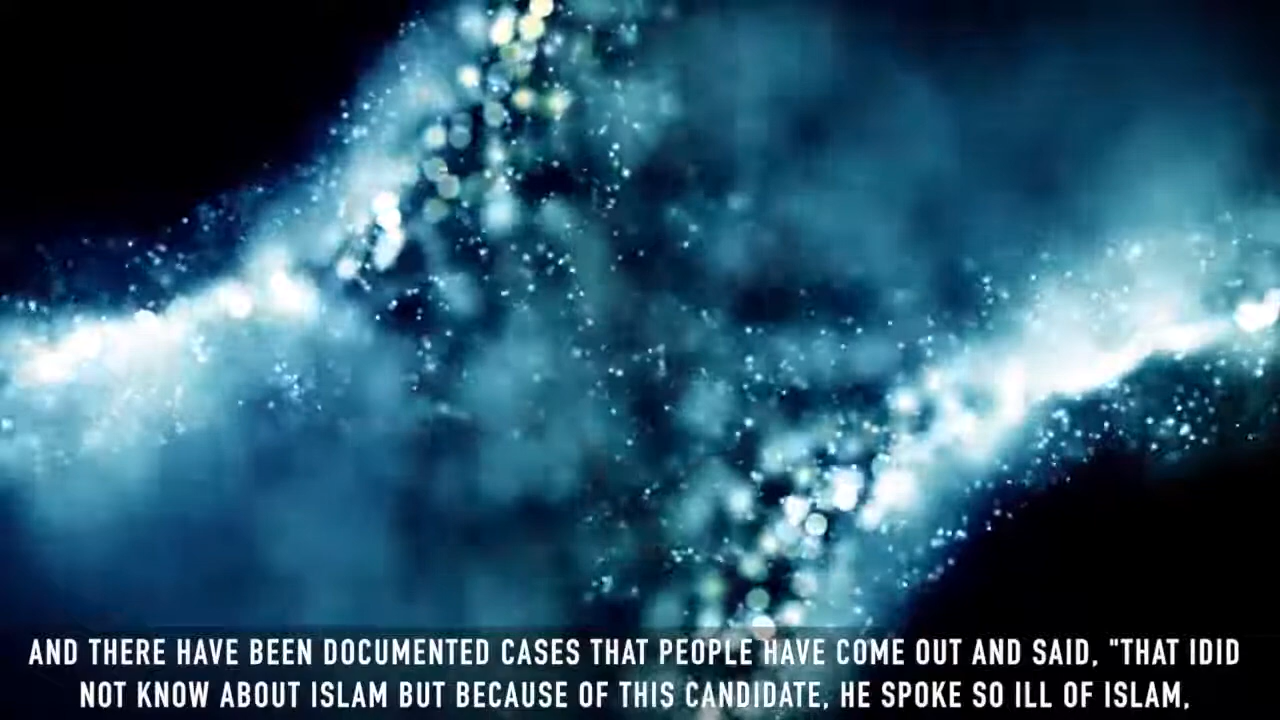 AND THERE HAVE BEEN DOCUMENTED CASES THAT PEOPLE HAVE COME OUT AND SAID, "THAT IDID
NOT KNOW ABOUT ISLAM BUT BECAUSE OF THIS CANDIDATE, HE SPOKE SO ILL OF ISLAM,